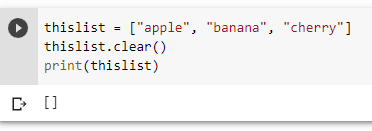 thislist = ["apple", "banana", "cherry"]
thislist.clear()
print(thislist)
[]